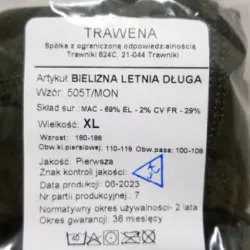 TRAWENA
Spółka z ograniczoną odpowiedzialnością
Trawniki 624C, 21-044 Trawniki
Artykuł: BIELIZNA LETNIA DŁUGA
Wzór: 505T/MON
Skład sur.: MAC - 69% EL - 2% CV FR - 29%
Wielkość: XL
Wzrost: 180-186
Obw.kl.piersiowej: 110-118 Obw.pasa: 100-108
Jakość: Pierwsza
Znak kontroli jakości:
Data produkcji: 06-2023
Nr partii produkcyjnej: 7
Normatywny okres używalności - 2 lata
Okres gwarancji: 36 miesięcy